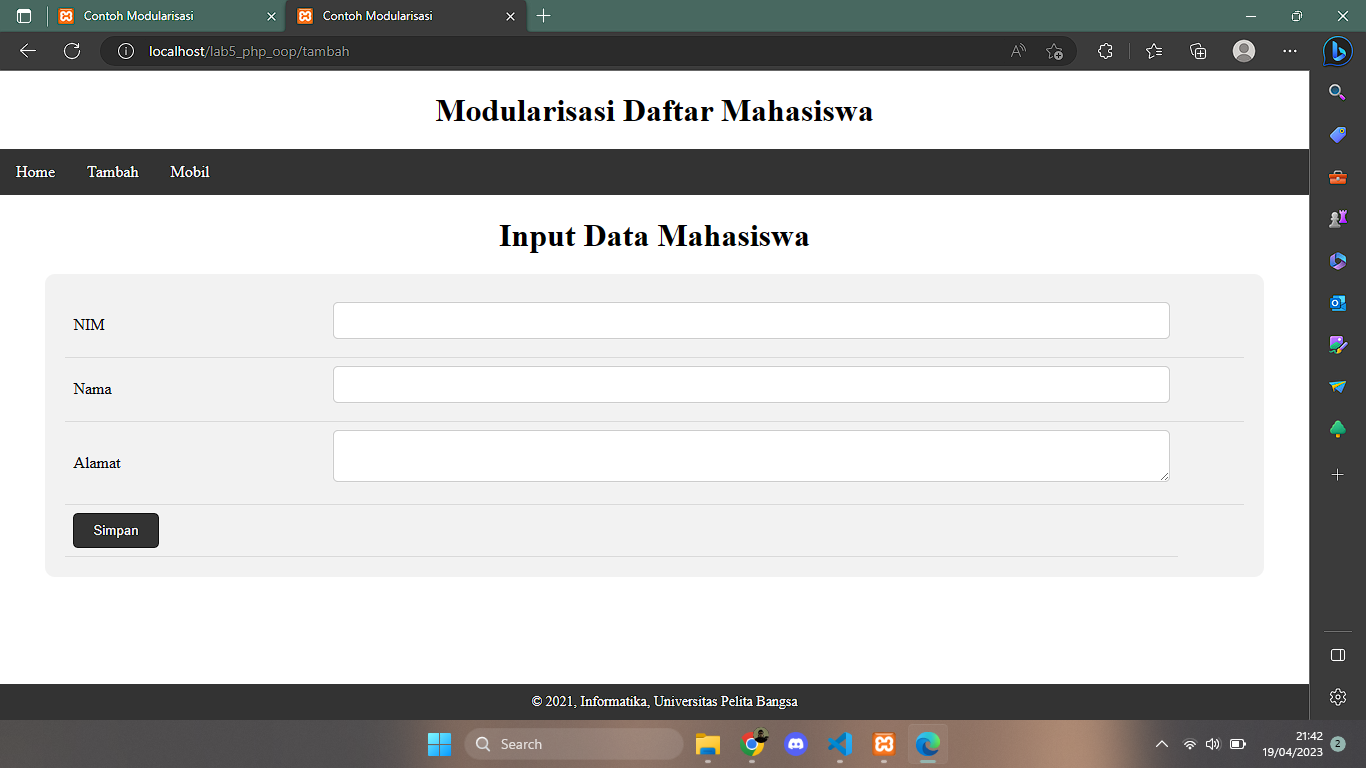 Contoh Modularisasi
Contoh Modularisasi
localhost/lab5_php_oop/tambah
Modularisasi Daftar Mahasiswa
Home Tambah Mobil
Input Data Mahasiswa
NIM
Nama
Alamat
Simpan
© 2021, Informatika, Universitas Pelita Bangsa
Search
21:42
19/04/2023
2